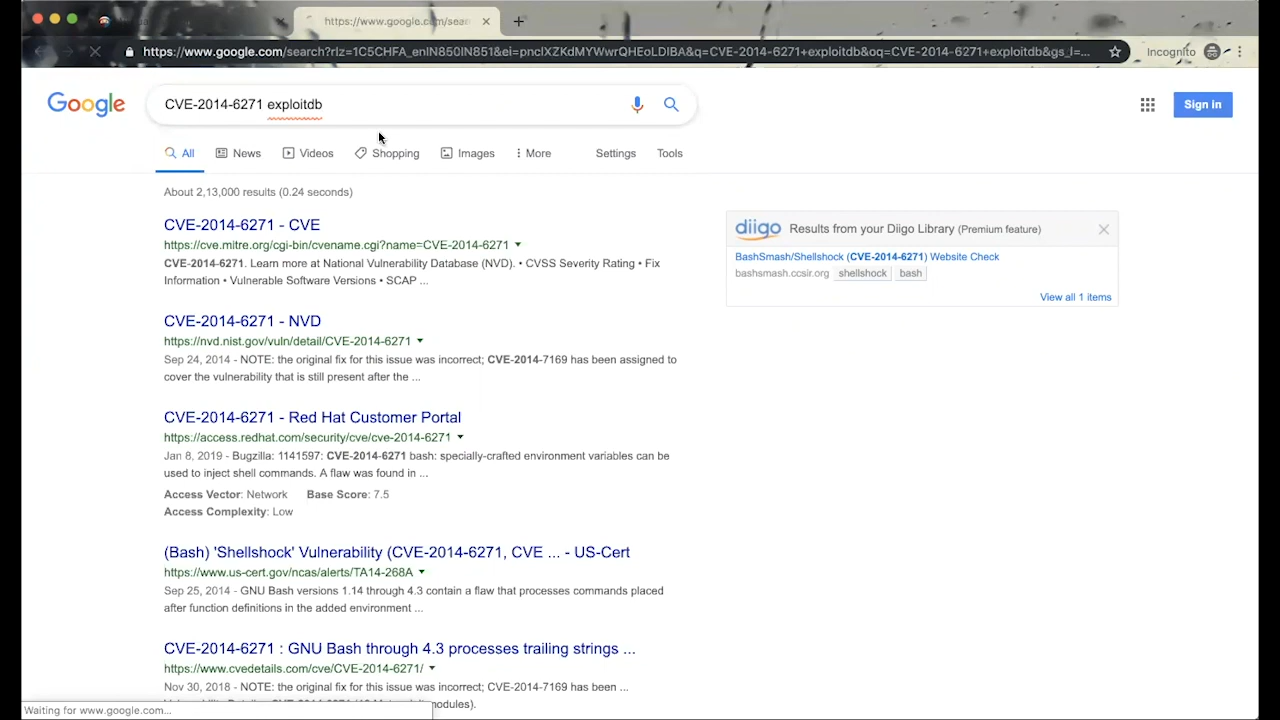 https://www.google.com/sear
https://www.google.com/search?rlz=1C5CHFA_enIN850IN851&ei=pnclXZKdMYWwrQHEoLDIBA&q=CVE-2014-6271+exploitdb&oq=CVE-2014-6271+exploitdb&gs_l=...
Incognito
Google
CVE-2014-6271 exploitdb
Sign in
All
News
Videos
Shopping
Images
More
Settings
Tools
About 2,13,000 results (0.24 seconds)
CVE-2014-6271 - CVE
https://cve.mitre.org/cgi-bin/cvename.cgi?name=CVE-2014-6271
CVE-2014-6271. Learn more at National Vulnerability Database (NVD). • CVSS Severity Rating • Fix
Information • Vulnerable Software Versions • SCAP ...
CVE-2014-6271 - NVD
https://nvd.nist.gov/vuln/detail/CVE-2014-6271
Sep 24, 2014 - NOTE: the original fix for this issue was incorrect; CVE-2014-7169 has been assigned to
cover the vulnerability that is still present after the ...
CVE-2014-6271 - Red Hat Customer Portal
https://access.redhat.com/security/cve/cve-2014-6271
Jan 8, 2019 - Bugzilla: 1141597: CVE-2014-6271 bash: specially-crafted environment variables can be
used to inject shell commands. A flaw was found in ...
Access Vector: Network Base Score: 7.5
Access Complexity: Low
(Bash) 'Shellshock' Vulnerability (CVE-2014-6271, CVE ... - US-Cert
https://www.us-cert.gov/ncas/alerts/TA14-268A
Sep 25, 2014 - GNU Bash versions 1.14 through 4.3 contain a flaw that processes commands placed
after function definitions in the added environment ...
CVE-2014-6271 : GNU Bash through 4.3 processes trailing strings ...
https://www.cvedetails.com/cve/CVE-2014-6271/
Nov 30, 2018 - NOTE: the original fix for this issue was incorrect; CVE-2014-7169 has been ...
Waiting for www.google.com...
diigo
Results from your Diigo Library (Premium feature)
BashSmash/Shellshock (CVE-2014-6271) Website Check
bashsmash.ccsir.org
shellshock
bash
View all 1 items